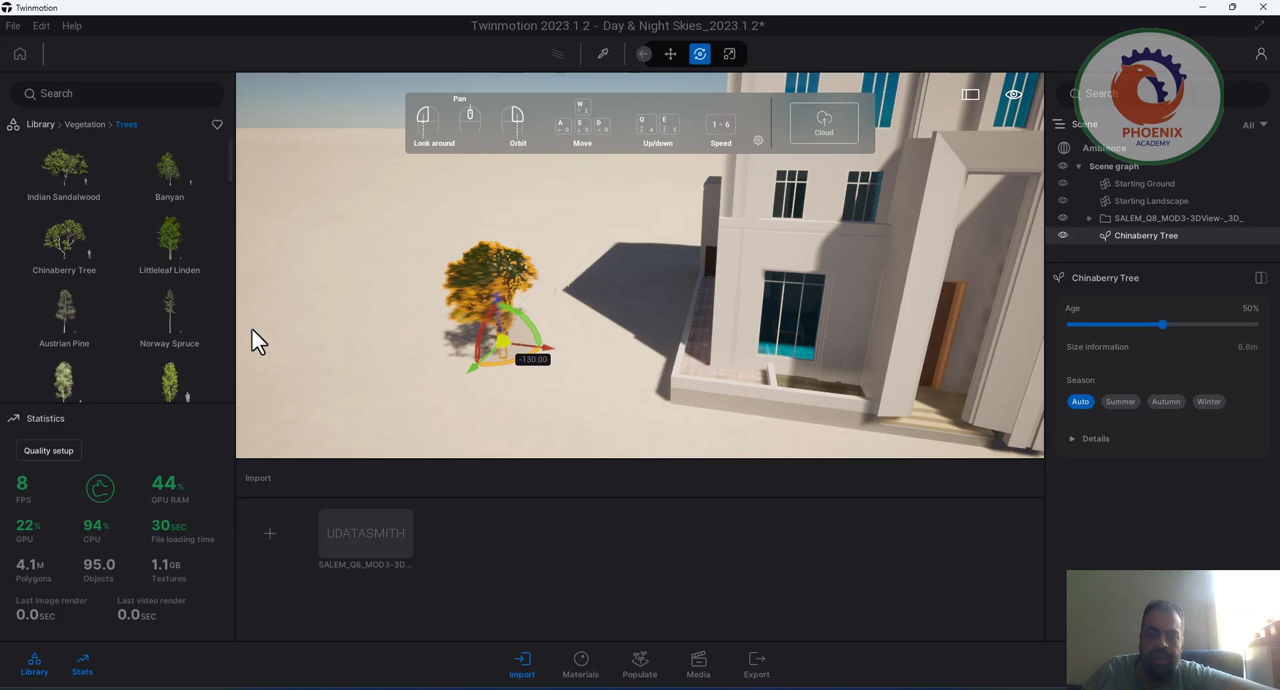 Twinmotion
File Edit Help
Twinmotion 2023.1.2 - Day & Night Skies_2023.1.2*
Search
Library > Vegetation > Trees
Indian Sandalwood
Banyan
Chinaberry Tree
Littleleaf Linden
Austrian Pine
Norway Spruce
Statistics
Quality setup
8
FPS
44%
GPU RAM
22%
GPU
94%
CPU
30SEC
File loading time
4.1M
Polygons
95.0
Objects
1.1GB
Textures
Last image render
0.0SEC
Last video render
0.0SEC
Library
Stats
Pan
Look around
Orbit
W
A S D
Move
Q E
Up/down
1 - 6
Speed
Cloud
-130.00
Import
UDATASMITH
SALEM_Q8_MOD3-3D...
Import
Materials
Populate
Media
Export
Search
PHOENIX
ACADEMY
Scene
All
Ambience
Scene graph
Starting Ground
Starting Landscape
SALEM_Q8_MOD3-3DView-_3D_
Chinaberry Tree
Chinaberry Tree
Age
50%
Size information
6.6m
Season
Auto
Summer
Autumn
Winter
Details